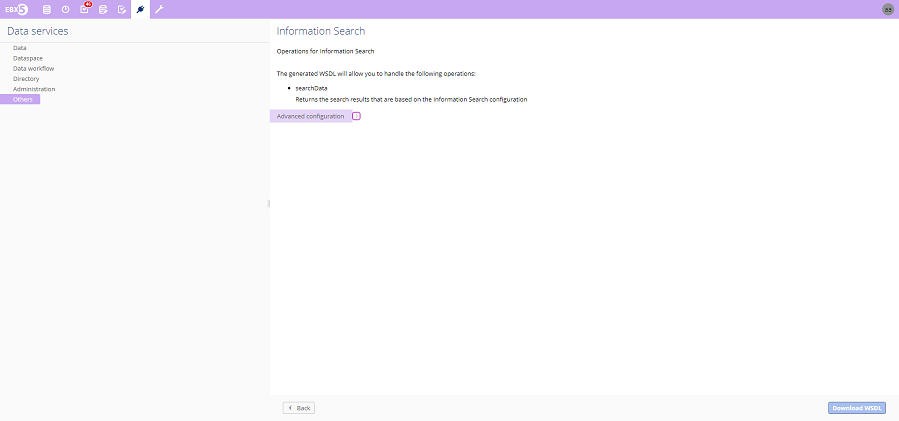 EBX5
46
BB
Data services
Data
Dataspace
Data workflow
Directory
Administration
Others
Information Search
Operations for Information Search
The generated WSDL will allow you to handle the following operations:
searchData
Returns the search results that are based on the Information Search configuration
Advanced configuration
Back
Download WSDL